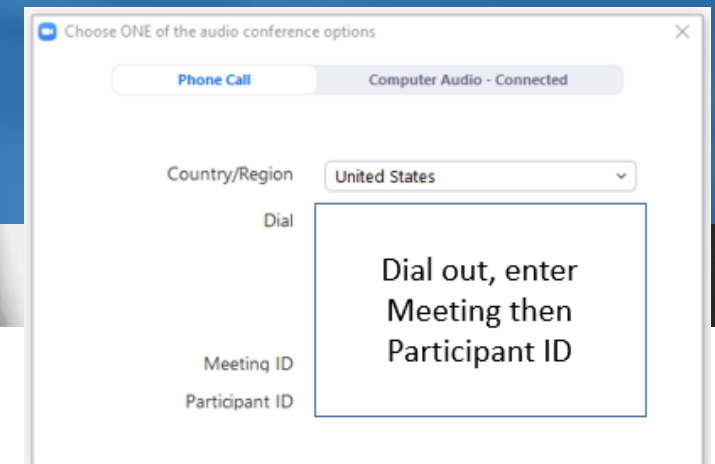 Choose ONE of the audio conference options
Phone Call Computer Audio - Connected
Country/Region United States
Dial
Dial out, enter
Meeting then
Participant ID
Meeting ID
Participant ID